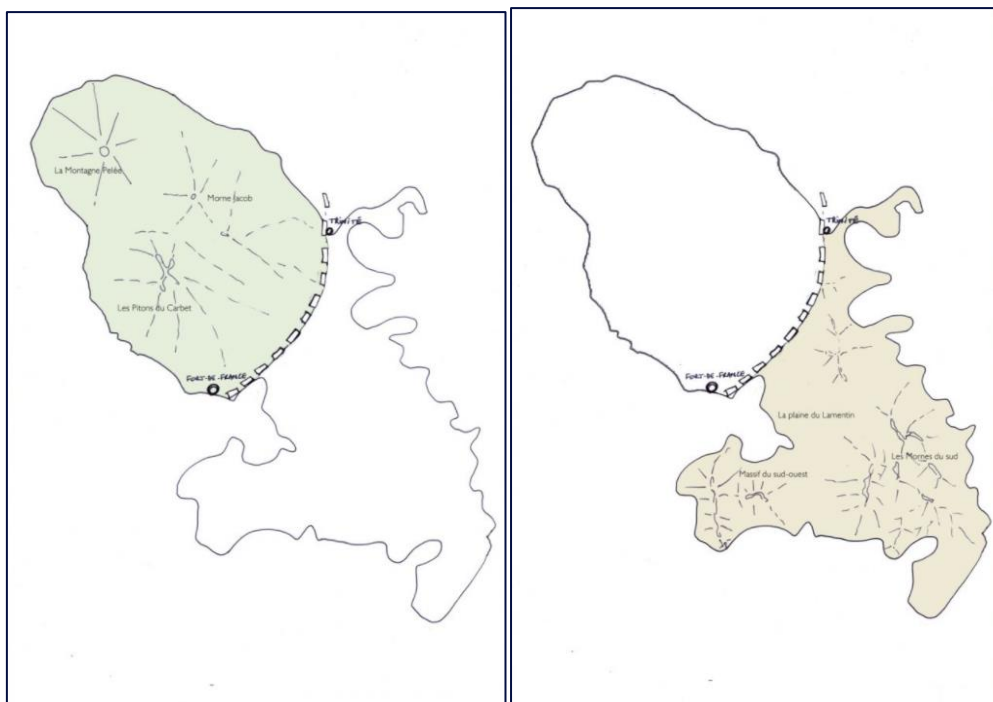 La Montagne Pelée
Morne Jacob
TRINITÉ
Les Pitons du Carbet
FORT-DE-FRANCE
TRINITÉ
FORT-DE-FRANCE
La plaine du Lamentin
Les Mornes du sud
Massif du sud-ouest